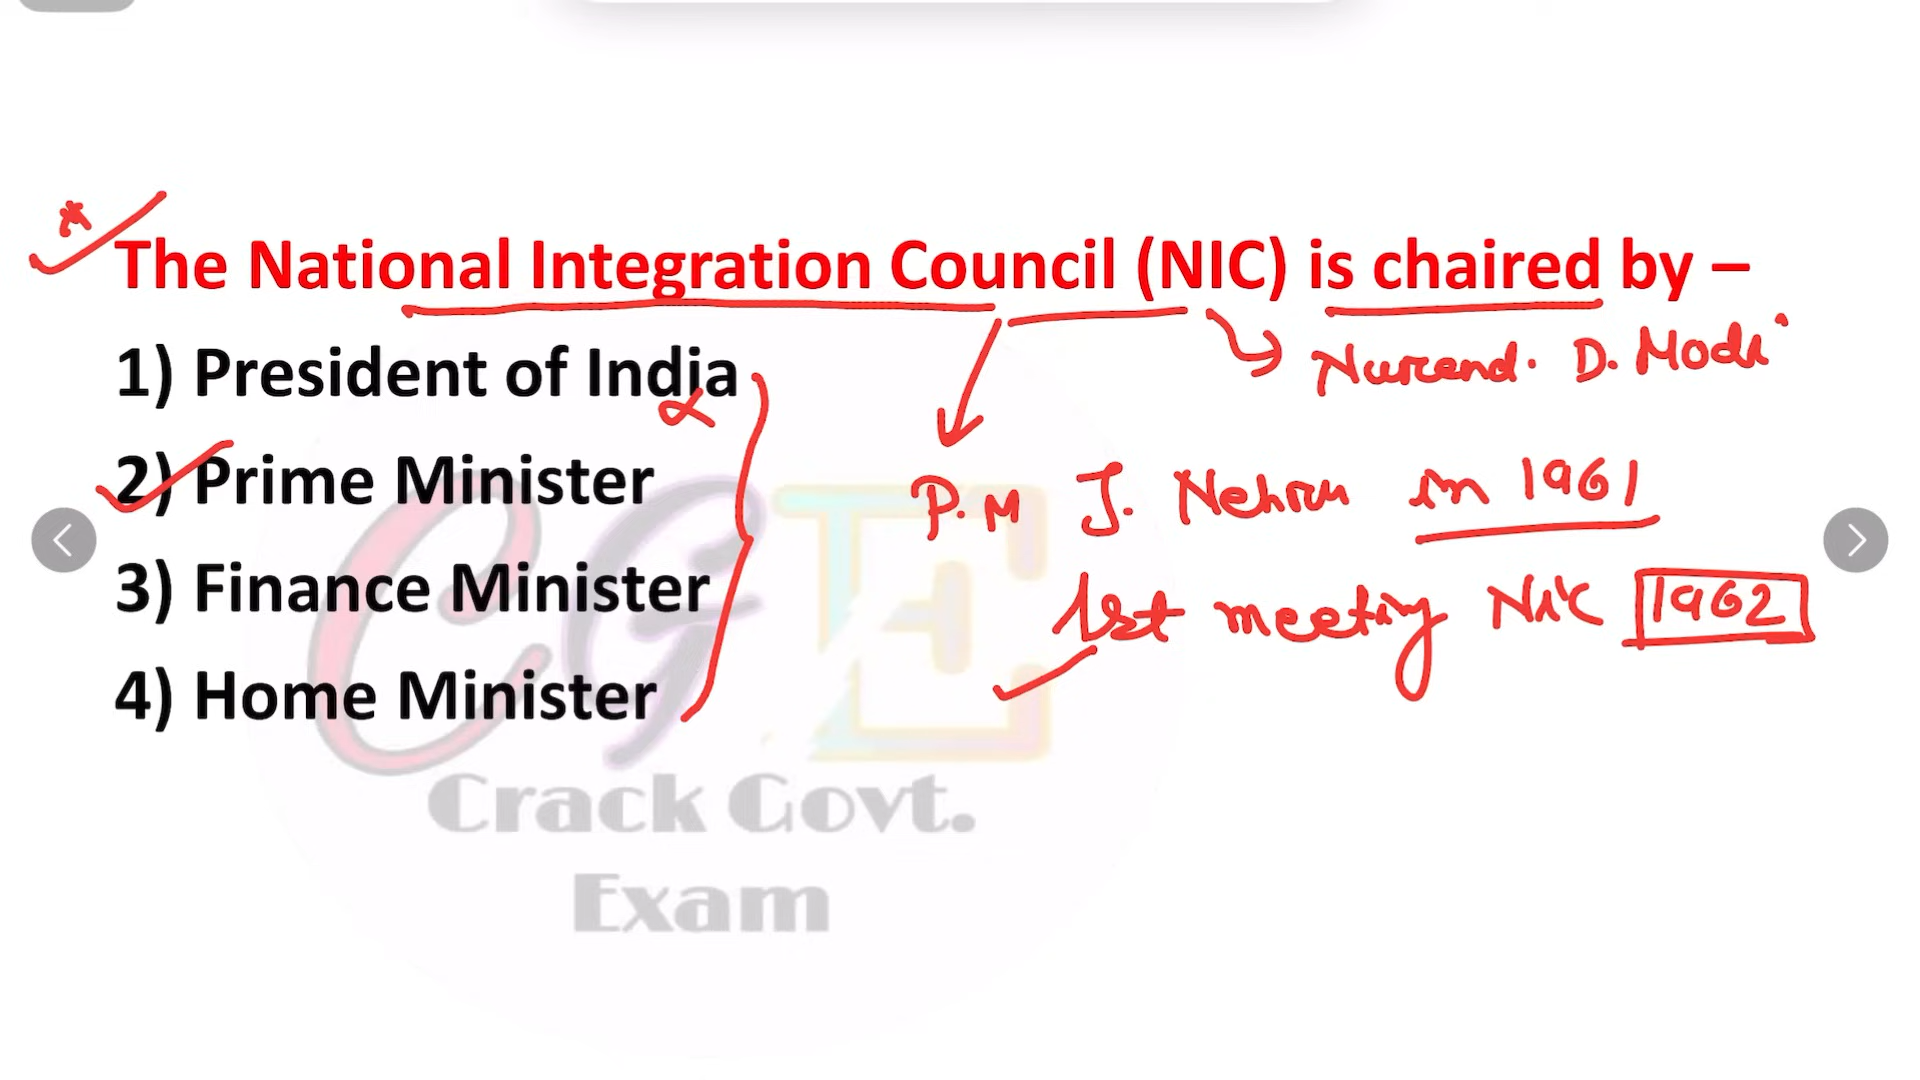 The National Integration Council (NIC) is chaired by –
Narend. D. Modi
1) President of India
2) Prime Minister
P.M J. Nehru in 1961
3) Finance Minister
1st meeting NIC 1962
4) Home Minister
CGE
Crack Govt.
Exam